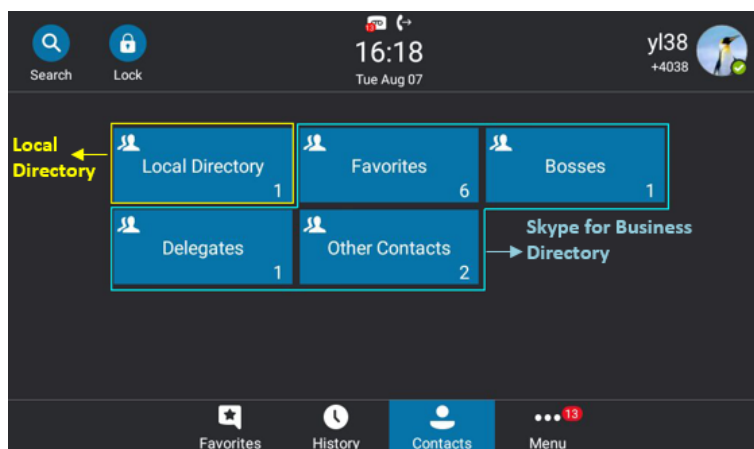 16:18
Tue Aug 07
Search
Lock
yl38
+4038
Local
Directory
Local Directory
1
Favorites
6
Bosses
1
Delegates
1
Other Contacts
2
Skype for Business
Directory
Favorites
History
Contacts
13
Menu